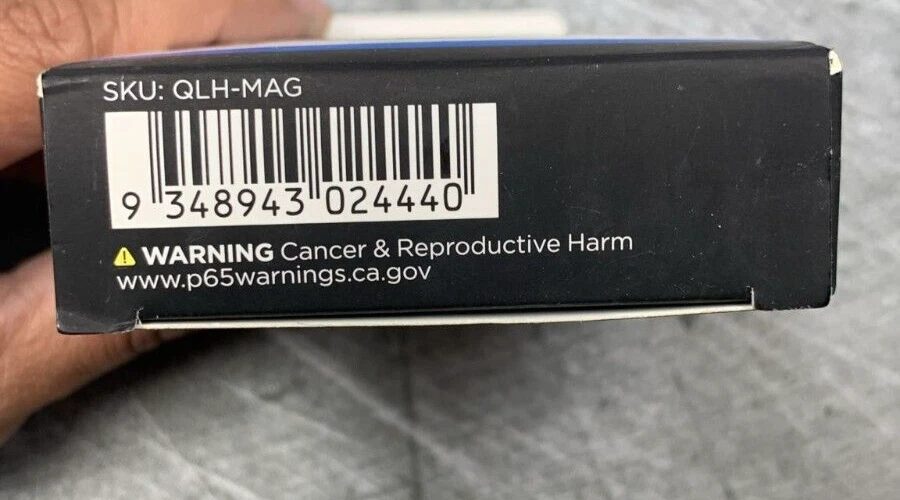 SKU: QLH-MAG
9 348943 024440
WARNING Cancer & Reproductive Harm
www.p65warnings.ca.gov